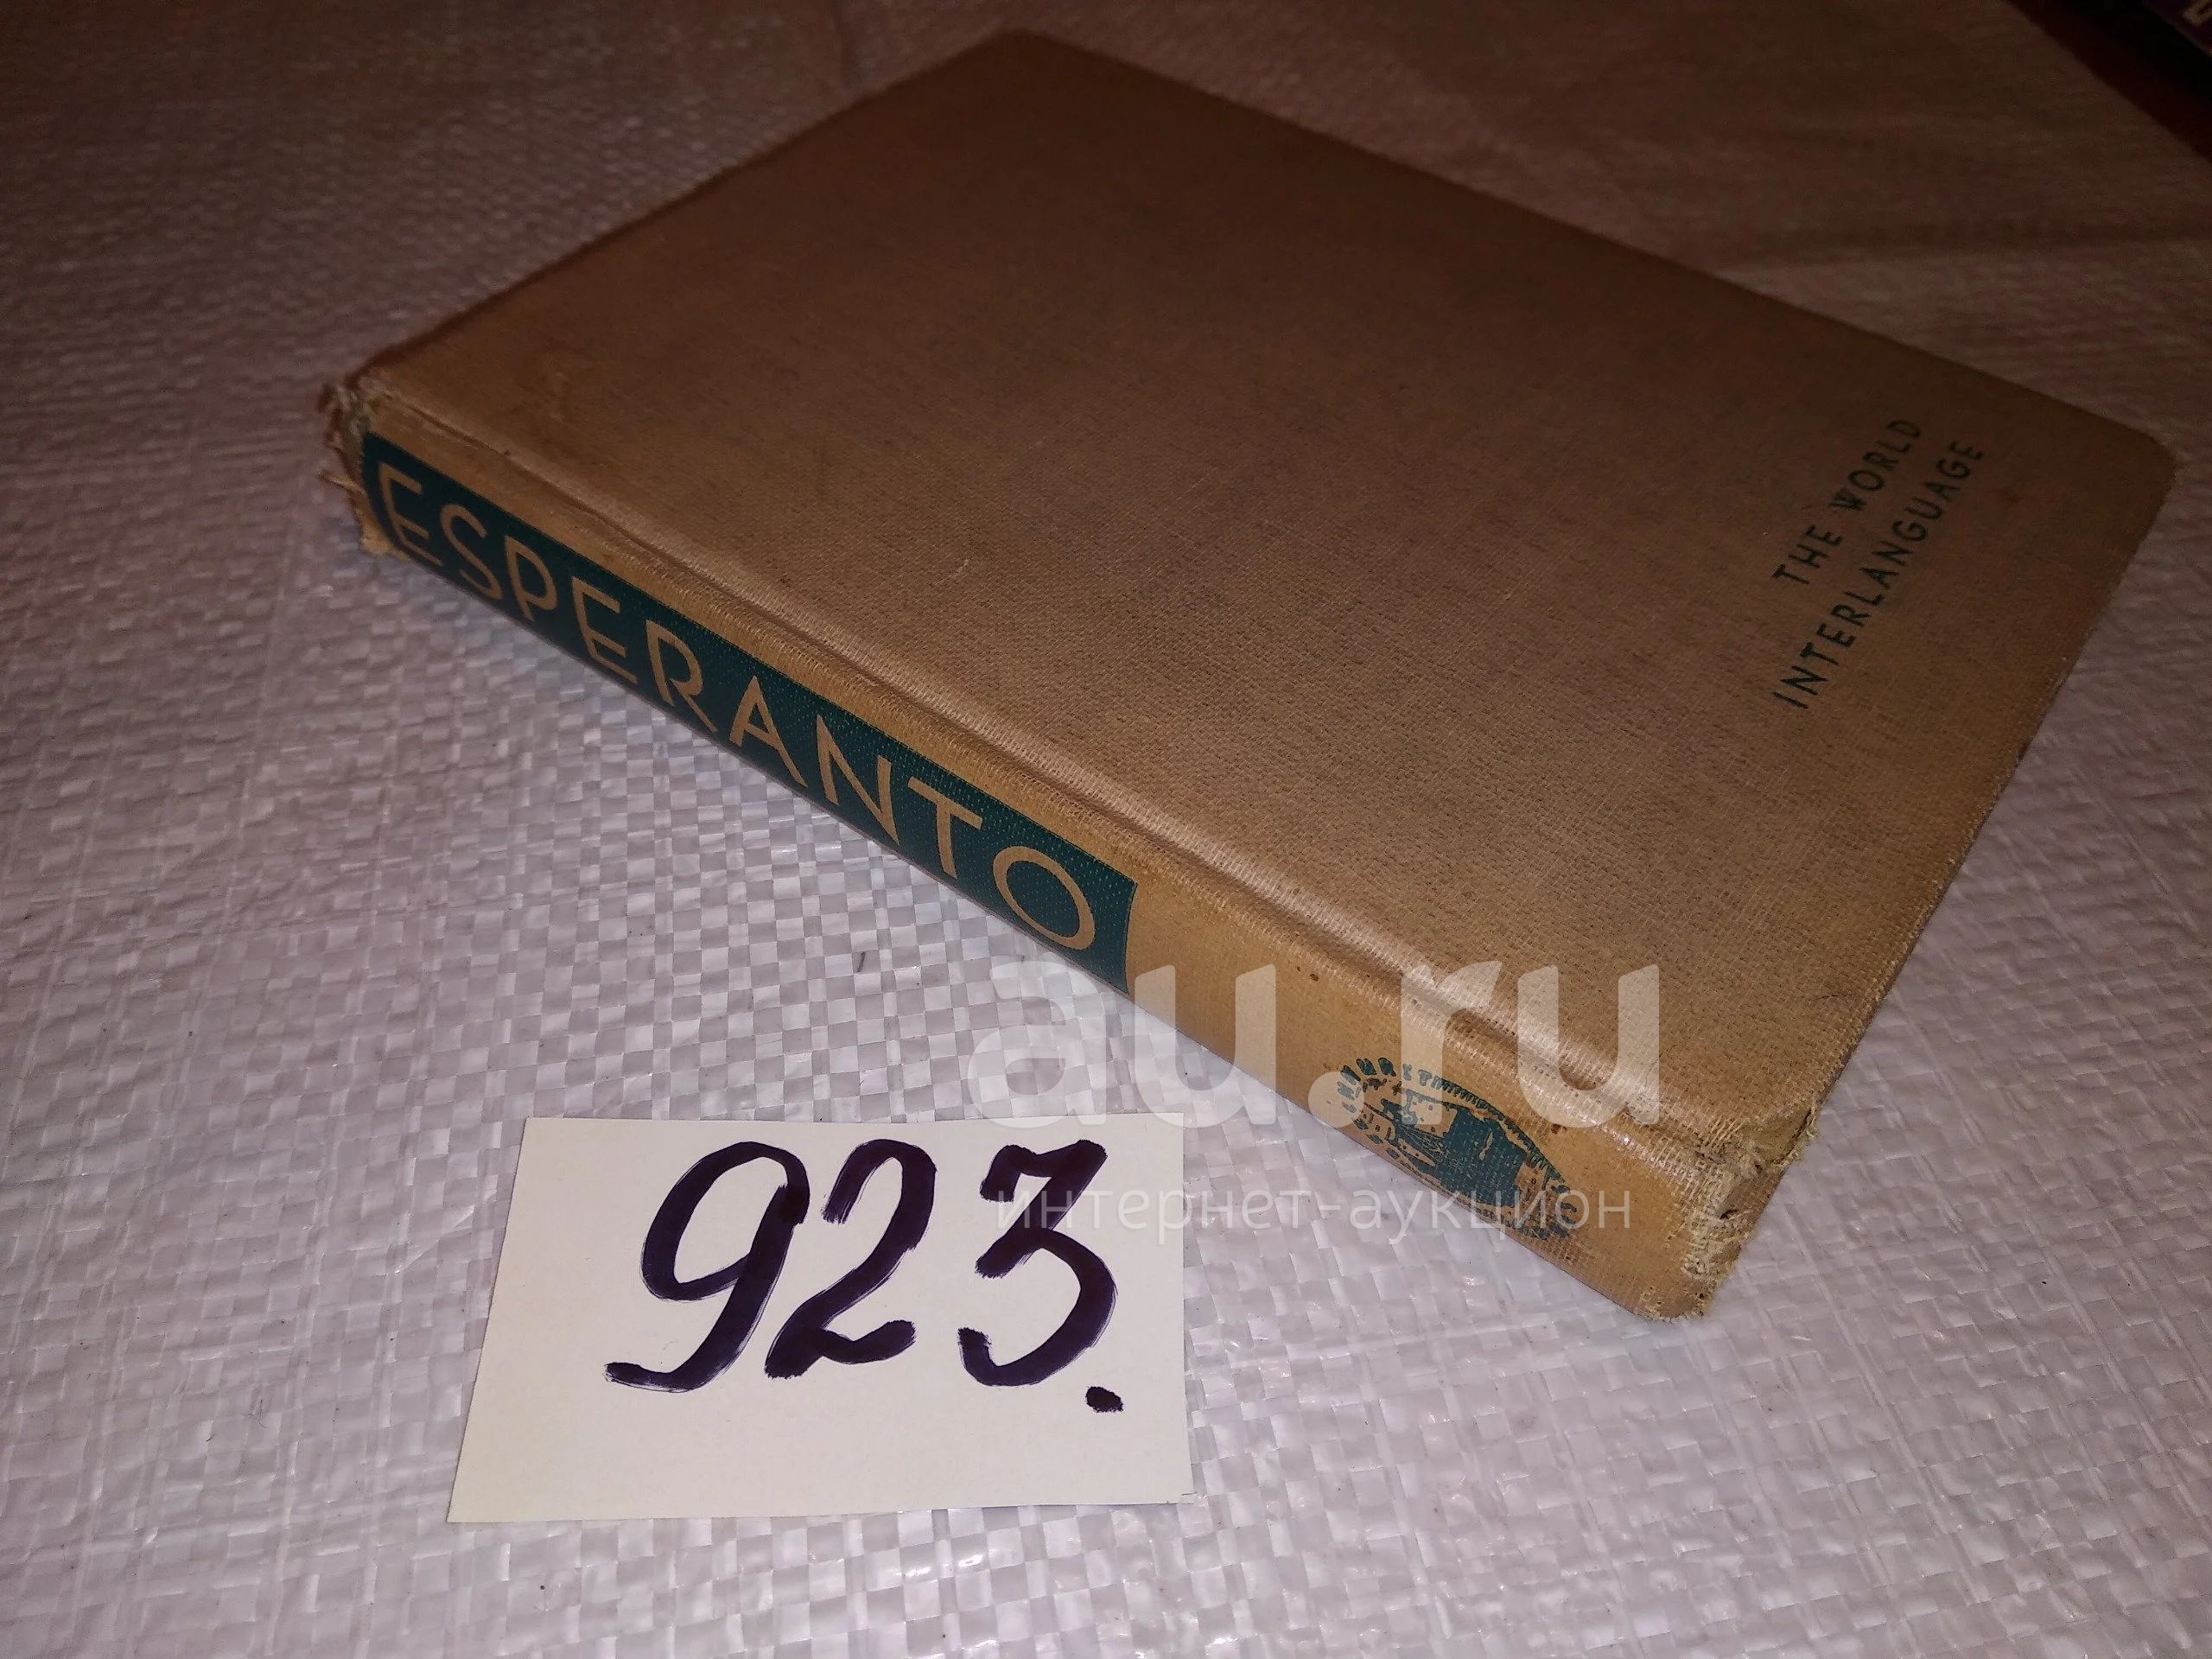 ESPERANTO
THE WORLD
INTERLANGUAGE
au.ru
интернет-аукцион
923.